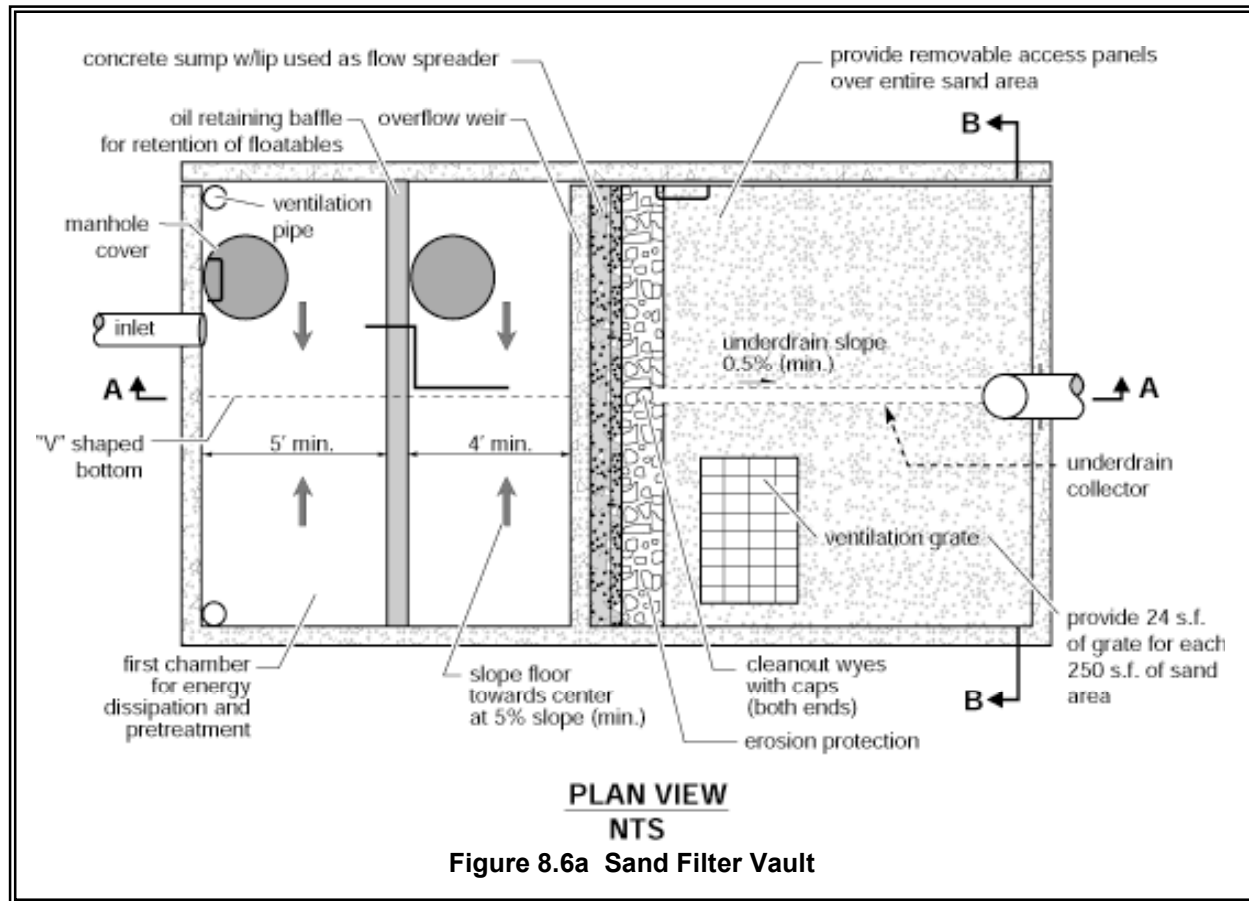 concrete sump w/lip used as flow spreader
provide removable access panels
over entire sand area
oil retaining baffle
for retention of floatables
overflow weir
B
ventilation
pipe
manhole
cover
inlet
underdrain slope
0.5% (min.)
A
A
"V" shaped
bottom
5' min.
4' min.
underdrain
collector
ventilation grate
provide 24 s.f.
of grate for each
250 s.f. of sand
area
first chamber
for energy
dissipation and
pretreatment
slope floor
towards center
at 5% slope (min.)
cleanout wyes
with caps
(both ends)
B
erosion protection
PLAN VIEW
NTS
Figure 8.6a Sand Filter Vault